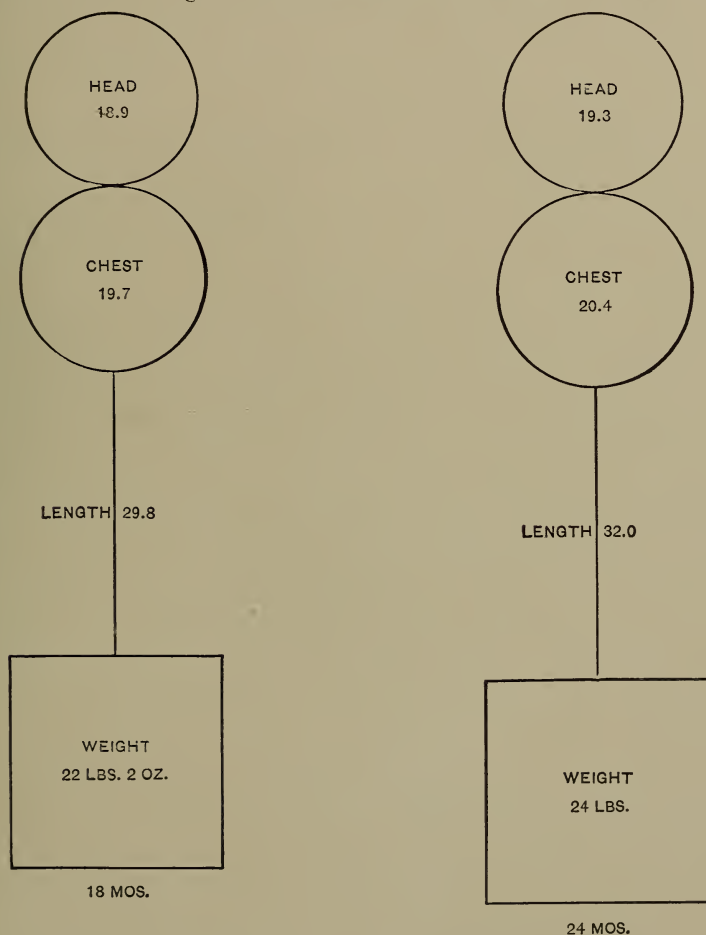 HEAD
18.9
CHEST
19.7
LENGTH 29.8
WEIGHT
22 LBS. 2 OZ.
18 MOS.
HEAD
19.3
CHEST
20.4
LENGTH 32.0
WEIGHT
24 LBS.
24 MOS.